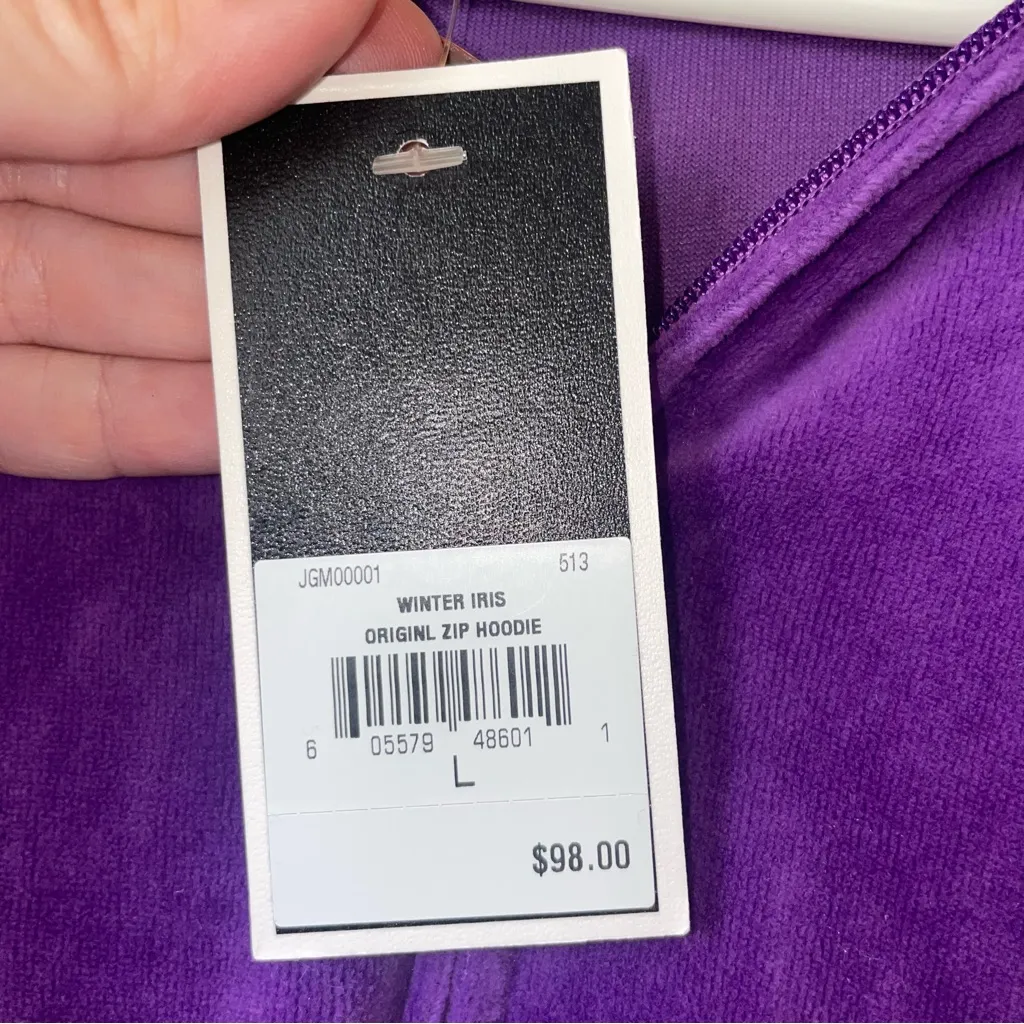 JGM00001 513
WINTER IRIS
ORIGINL ZIP HOODIE
6 05579 48601 1
L
$98.00